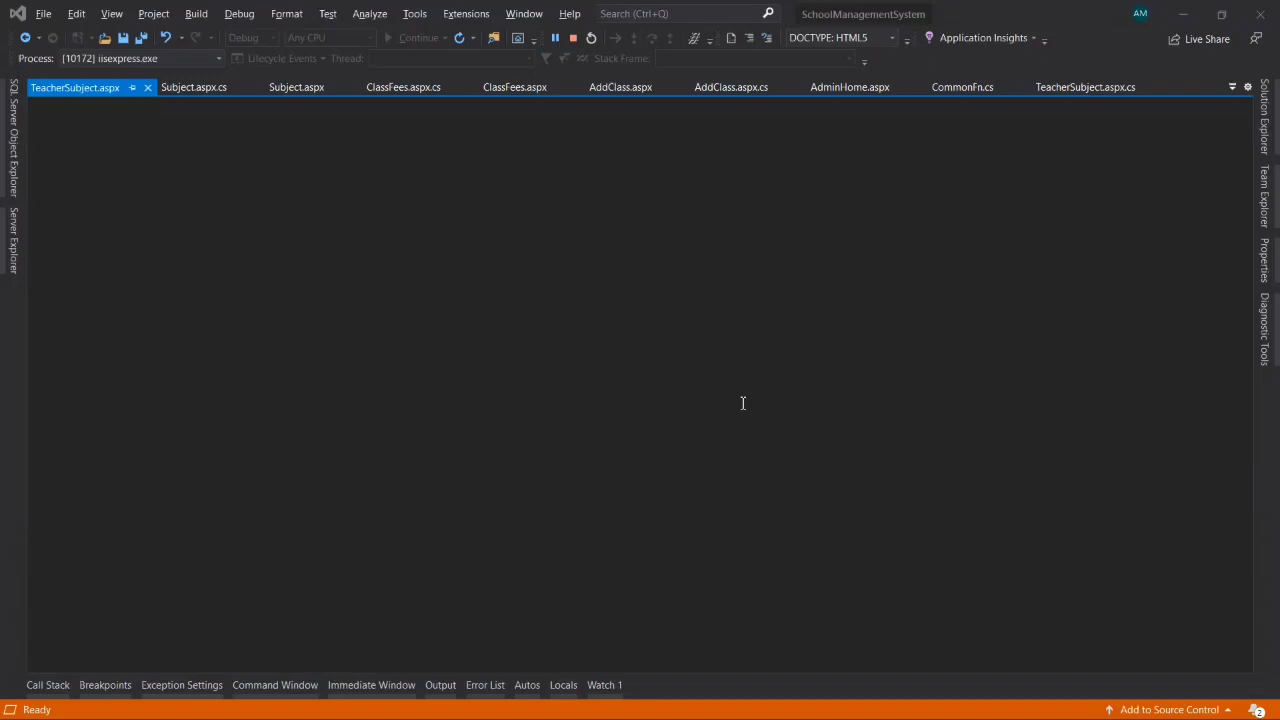 File Edit View Project Build Debug Format Test Analyze Tools Extensions Window Help Search (Ctrl+Q) SchoolManagementSystem AM
Debug Any CPU Continue DOCTYPE: HTML5 Application Insights Live Share
Process: [10172] iisexpress.exe Lifecycle Events Thread: Stack Frame:
TeacherSubject.aspx Subject.aspx.cs Subject.aspx ClassFees.aspx.cs ClassFees.aspx AddClass.aspx AddClass.aspx.cs AdminHome.aspx CommonFn.cs TeacherSubject.aspx.cs
SQL Server Object Explorer
Server Explorer
Solution Explorer
Team Explorer
Properties
Diagnostic Tools
Call Stack Breakpoints Exception Settings Command Window Immediate Window Output Error List Autos Locals Watch 1
Ready Add to Source Control 2